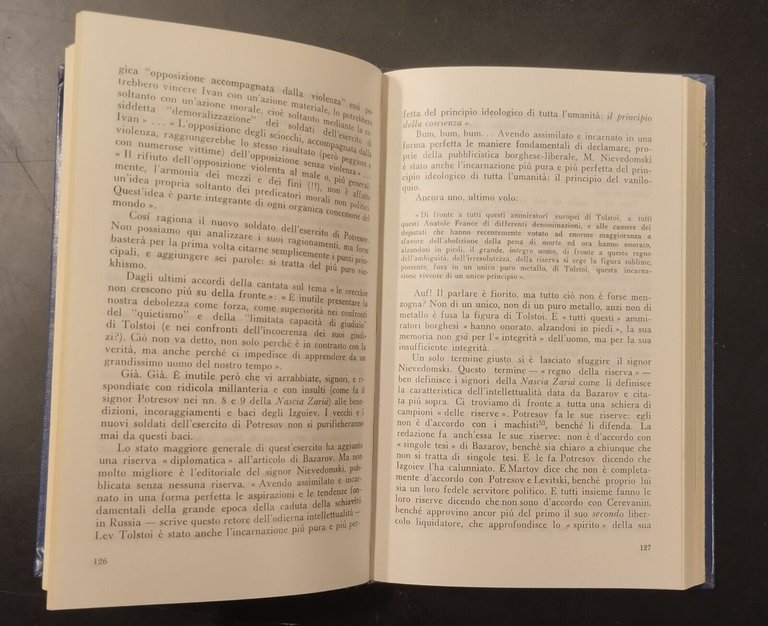 gica "opposizione accompagnata dalla violenza" essi po-
trebbero vincere Ivan con un'azione materiale, lo potrebbero
soltanto con un'azione morale, cioè soltanto mediante la co-
siddetta "demoralizzazione" dei soldati dell'esercito di
Ivan » . . . « L'opposizione degli sciocchi, accompagnata dalla
violenza, raggiungerebbe lo stesso risultato (però peggiore e
con numerose vittime) dell'opposizione senza violenza » . . .
« Il rifiuto dell'opposizione violenta al male o, più general-
mente, l'armonia dei mezzi e dei fini (!!), non è affatto
un'idea propria soltanto dei predicatori morali non politici.
Quest'idea è parte integrante di ogni organica concezione del
mondo ».
Cosí ragiona il nuovo soldato dell'esercito di Potresov.
Non possiamo qui analizzare i suoi ragionamenti, ma forse
basterà per la prima volta citarne semplicemente i punti prin-
cipali, e aggiungere sei parole: si tratta del piú puro viek-
hismo.
Dagli ultimi accordi della cantata sul tema « le orecchie
non crescono piú su della fronte »: « È inutile presentare la
nostra debolezza come forza, come superiorità nei confronti
del "quietismo" e della "limitata capacità di giudizio"
di Tolstoi (e nei confronti dell'incoerenza dei suoi giudi-
zi?). Ciò non va detto, non solo perché è in contrasto con la
verità, ma anche perché ci impedisce di apprendere da un
grandissimo uomo del nostro tempo ».
Già. Già. È inutile però che vi arrabbiate, signori, e ri-
spondiate con ridicola millanteria e con insulti (come fa il
signor Potresov nei nn. 8 e 9 della Nascia Zarià) alle bene-
dizioni, incoraggiamenti e baci degli Izgoiev. I vecchi e i
nuovi soldati dell'esercito di Potresov non si purificheranno
mai da questi baci.
Lo stato maggiore generale di quest'esercito ha aggiunto
una riserva « diplomatica » all'articolo di Bazarov. Ma non
molto migliore è l'editoriale del signor Nievedomski, pub-
blicata senza nessuna riserva. « Avendo assimilato e incar-
nato in una forma perfetta le aspirazioni e le tendenze fon-
damentali della grande epoca della caduta della schiavitú
in Russia — scrive questo retore dell'odierna intellettualità —
Lev Tolstoi è stato anche l'incarnazione piú pura e piú per-
126
fetta del principio ideologico di tutta l'umanità: il principio
della coscienza ».
Bum, bum, bum. . . Avendo assimilato e incarnato in una
forma perfetta le maniere fondamentali di declamare, pro-
prie della pubblicistica borghese-liberale, M. Nievedomski
è stato anche l'incarnazione piú pura e piú perfetta del prin-
cipio ideologico di tutta l'umanità: il principio del vanilo-
quio.
Ancora uno, ultimo volo:
« Di fronte a tutti questi ammiratori europei di Tolstoi, a tutti
questi Anatole France di differenti denominazioni, e alle camere dei
deputati che hanno recentemente votato ad enorme maggioranza a
sfavore dell'abolizione della pena di morte ed ora hanno onorato,
alzandosi in piedi, il grande, integro uomo, di fronte a questo regno
dell'ambiguità, dell'irresolutezza, della riserva si erge la figura sublime,
possente, fusa in un unico puro metallo, di Tolstoi, questa incarna-
zione vivente di un unico principio ».
Auf! Il parlare è fiorito, ma tutto ciò non è forse men-
zogna? Non di un unico, non di un puro metallo, anzi non di
metallo è fusa la figura di Tolstoi. E « tutti questi » ammi-
ratori borghesi « hanno onorato, alzandosi in piedi », la sua
memoria non già per l'« integrità » dell'uomo, ma per la sua
insufficiente integrità.
Un solo termine giusto si è lasciato sfuggire il signor
Nievedomski. Questo termine — « regno della riserva » —
ben definisce i signori della Nascia Zarià come li definisce
la caratteristica dell'intellettualità data da Bazarov e cita-
ta piú sopra. Ci troviamo di fronte a tutta una schiera di
campioni « delle riserve ». Potresov fa le sue riserve: egli
non è d'accordo con i machisti⁵³, benché li difenda. La
redazione fa anch'essa le sue riserve: non è d'accordo con
« singole tesi » di Bazarov, benché sia chiaro a chiunque che
non si tratta di singole tesi. E le fa Potresov dicendo che
Izgoiev l'ha calunniato. E Martov dice che non è completa-
mente d'accordo con Potresov e Levitski, benché proprio lui
sia un loro fedele servitore politico. E tutti insieme fanno le
loro riserve dicendo che non sono d'accordo con Cerevanin,
benché approvino ancor piú del primo il suo secondo liber-
colo liquidatore, che approfondisce lo « spirito » della sua
127